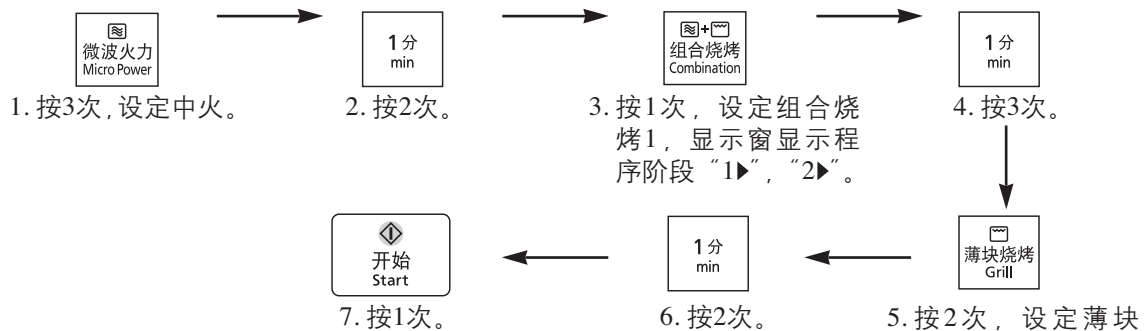 微波火力
Micro Power
1. 按3次,设定中火。
1分
min
2. 按2次。
组合烧烤
Combination
3. 按1次，设定组合烧
烤1，显示窗显示程
序阶段“1▶”，“2▶”。
1分
min
4. 按3次。
薄块烧烤
Grill
5. 按2次，设定薄块
1分
min
6. 按2次。
开始
Start
7. 按1次。